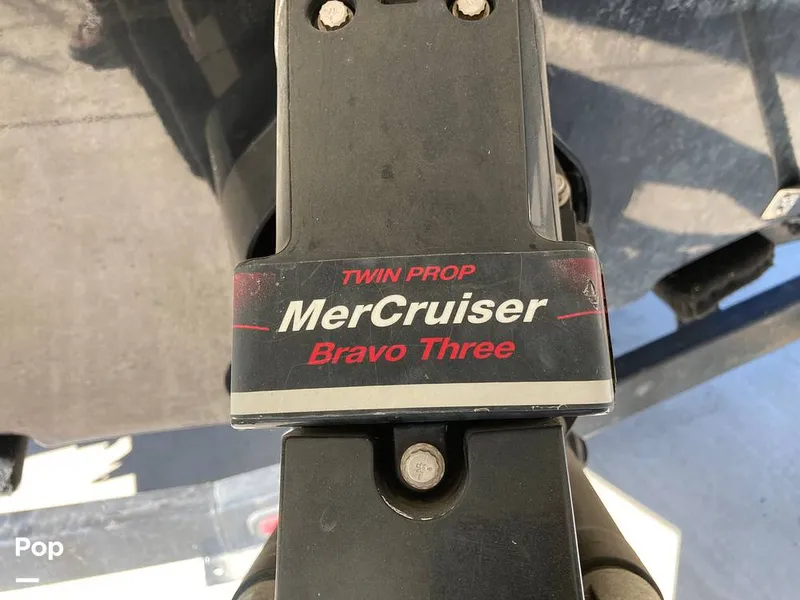 TWIN PROP
MerCruiser
Bravo Three
Pop